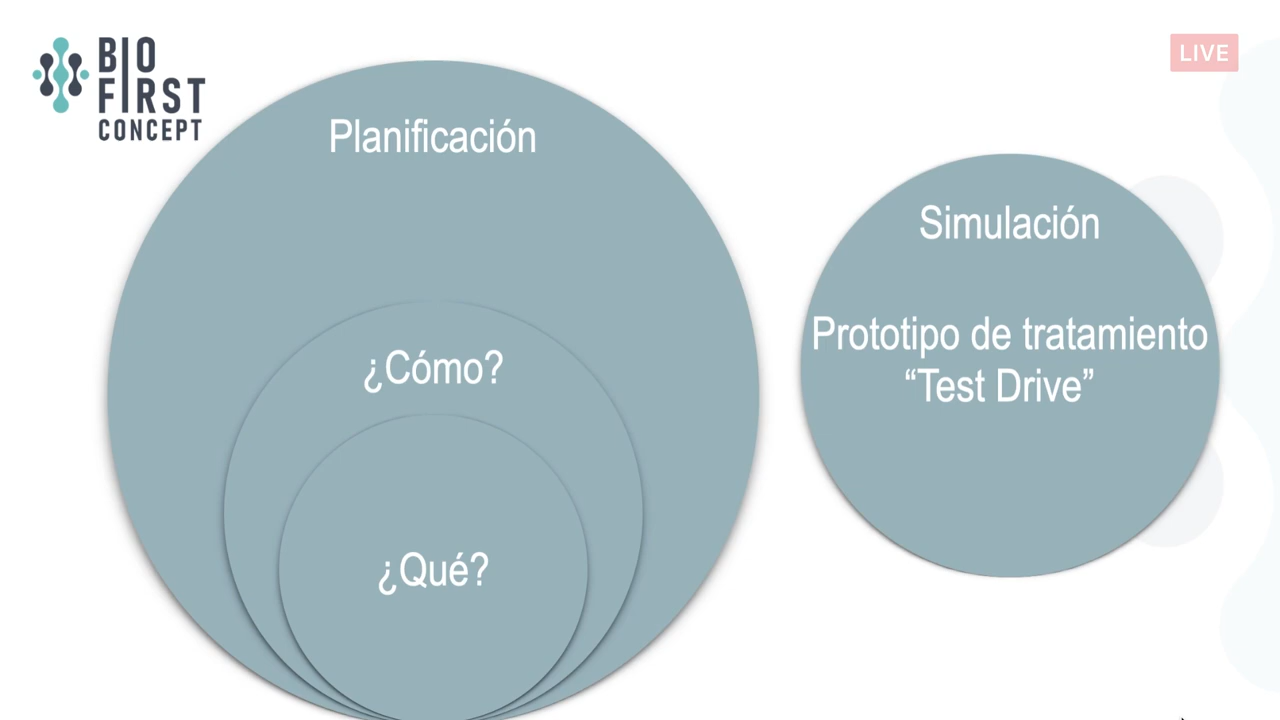 BIO
FIRST
CONCEPT
LIVE
Planificación
¿Cómo?
¿Qué?
Simulación
Prototipo de tratamiento
“Test Drive”